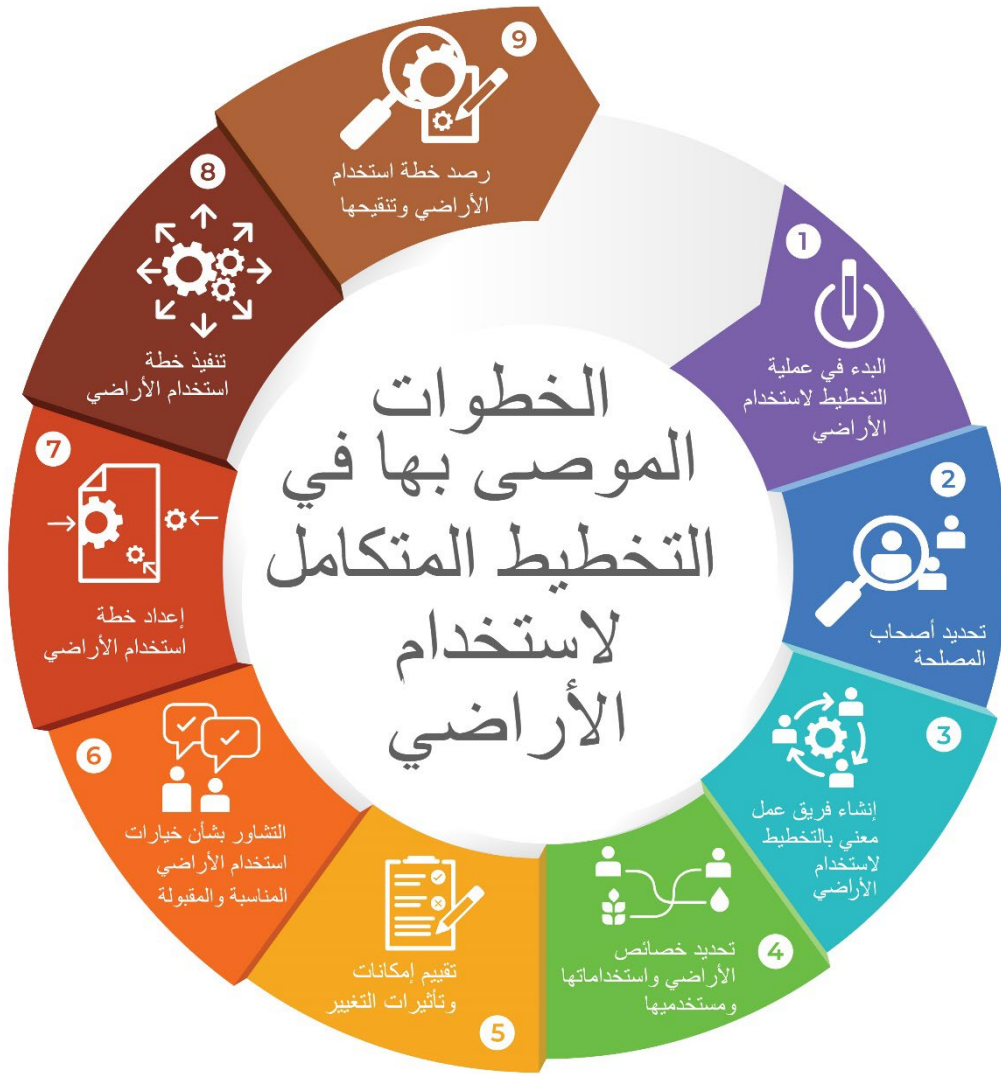 الخطوات
الموصى بها في
التخطيط المتكامل
لاستخدام
الأراضي
1
البدء في عملية
التخطيط لاستخدام
الأراضي
2
تحديد أصحاب
المصلحة
3
إنشاء فريق عمل
معني بالتخطيط
لاستخدام
الأراضي
4
تحديد خصائص
الأراضي واستخداماتها
ومستخدميها
5
تقييم إمكانات
وتأثيرات التغيير
6
التشاور بشأن خيارات
استخدام الأراضي
المناسبة والمقبولة
7
إعداد خطة
استخدام الأراضي
8
تنفيذ خطة
استخدام الأراضي
9
رصد خطة استخدام
الأراضي وتنقيحها